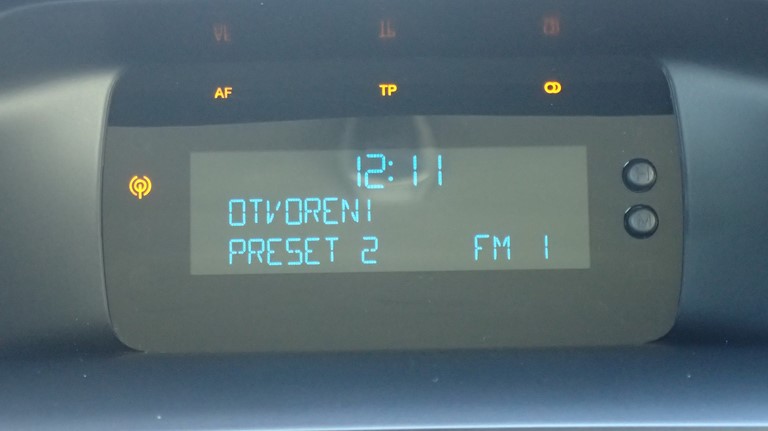 AF TP
12:11
OTVORENI
PRESET 2 FM 1
H
M